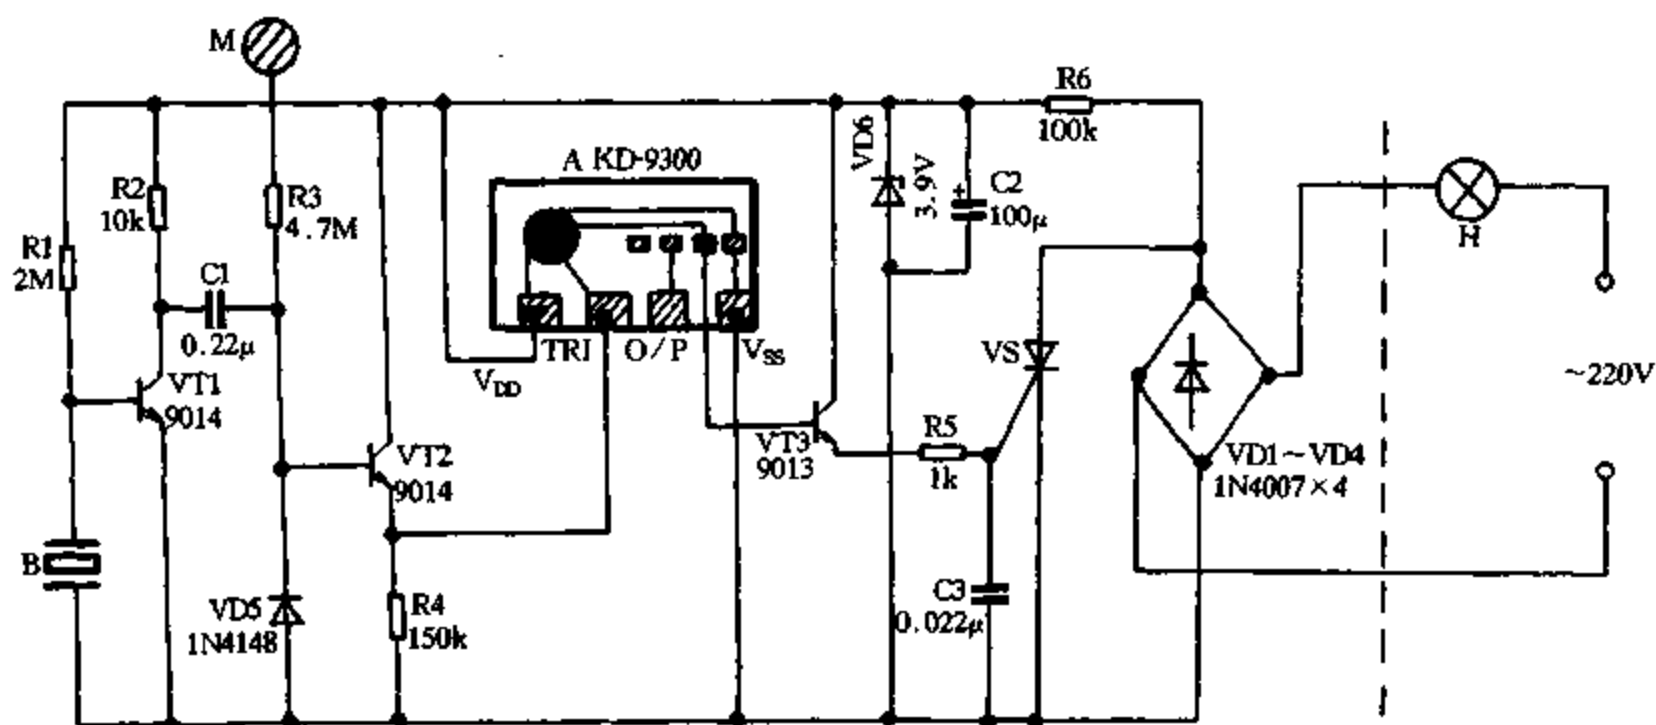 M
R6
100k
A KD-9300
VD6
3.9V
C2
100μ
+
R2
10k
R3
4.7M
R1
2M
C1
0.22μ
H
TRI
O/P
VSS
VDD
VS
~220V
VT1
9014
VT2
9014
VT3
9013
R5
1k
VD1~VD4
1N4007×4
B
VD5
1N4148
R4
150k
C3
0.022μ